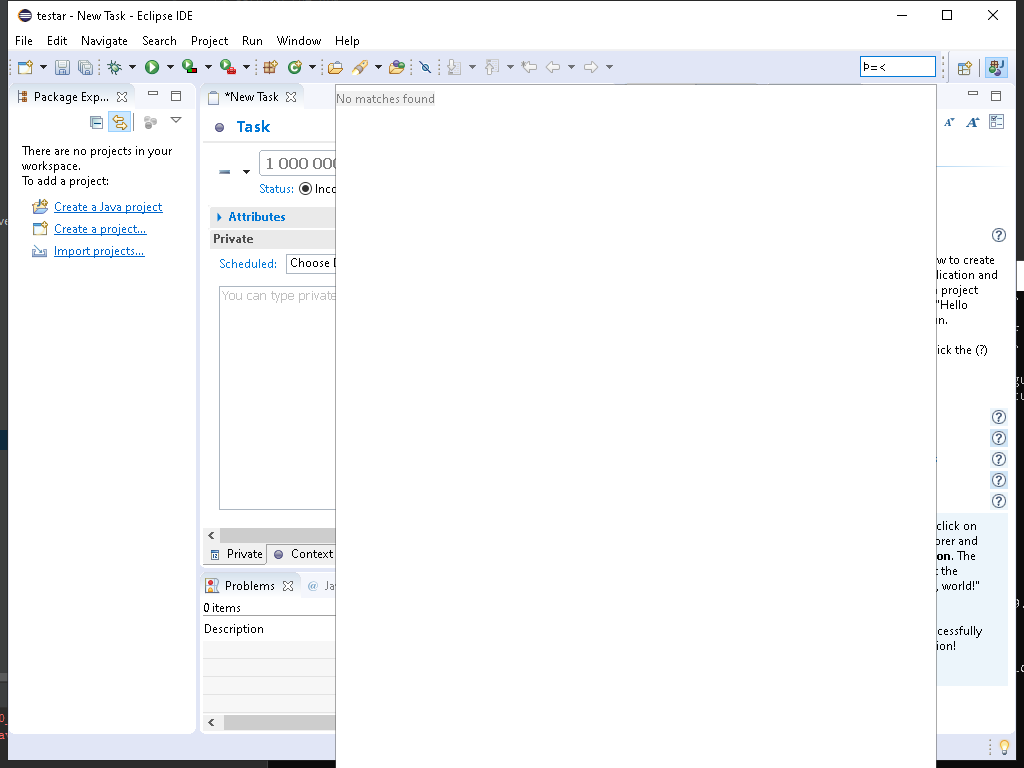 testar - New Task - Eclipse IDE
File Edit Navigate Search Project Run Window Help
Þ=<
Package Exp...
There are no projects in your
workspace.
To add a project:
Create a Java project
Create a project...
Import projects...
*New Task
Task
1 000 000
Status: Inco
Attributes
Private
Scheduled: Choose
You can type private
Private Context
Problems Ja
0 items
Description
No matches found
w to create
lication and
project
"Hello
n.
ick the (?)
click on
orer and
on. The
the
, world!"
cessfully
ion!